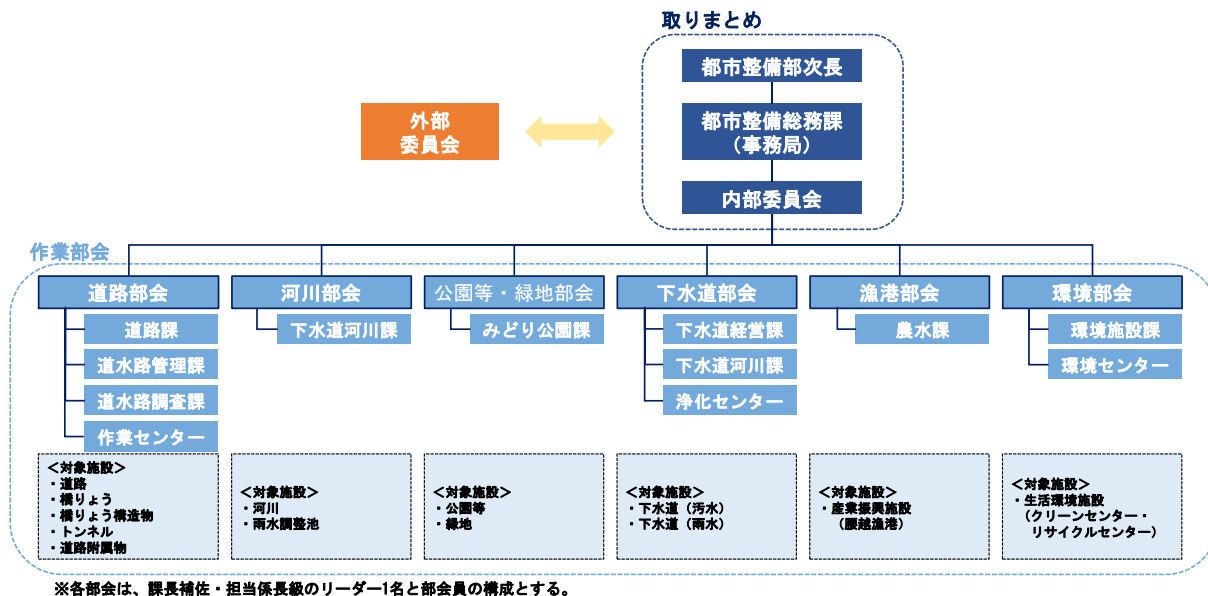 取りまとめ
都市整備部次長
外部
委員会
都市整備総務課
（事務局）
内部委員会
作業部会
道路部会
道路課
道水路管理課
道水路調査課
作業センター
＜対象施設＞
・道路
・橋りょう
・橋りょう構造物
・トンネル
・道路附属物
河川部会
下水道河川課
＜対象施設＞
・河川
・雨水調整池
公園等・緑地部会
みどり公園課
＜対象施設＞
・公園等
・緑地
下水道部会
下水道経営課
下水道河川課
浄化センター
＜対象施設＞
・下水道（汚水）
・下水道（雨水）
漁港部会
農水課
＜対象施設＞
・産業振興施設
（腰越漁港）
環境部会
環境施設課
環境センター
＜対象施設＞
・生活環境施設
（クリーンセンター・
リサイクルセンター）
※各部会は、課長補佐・担当係長級のリーダー1名と部会員の構成とする。